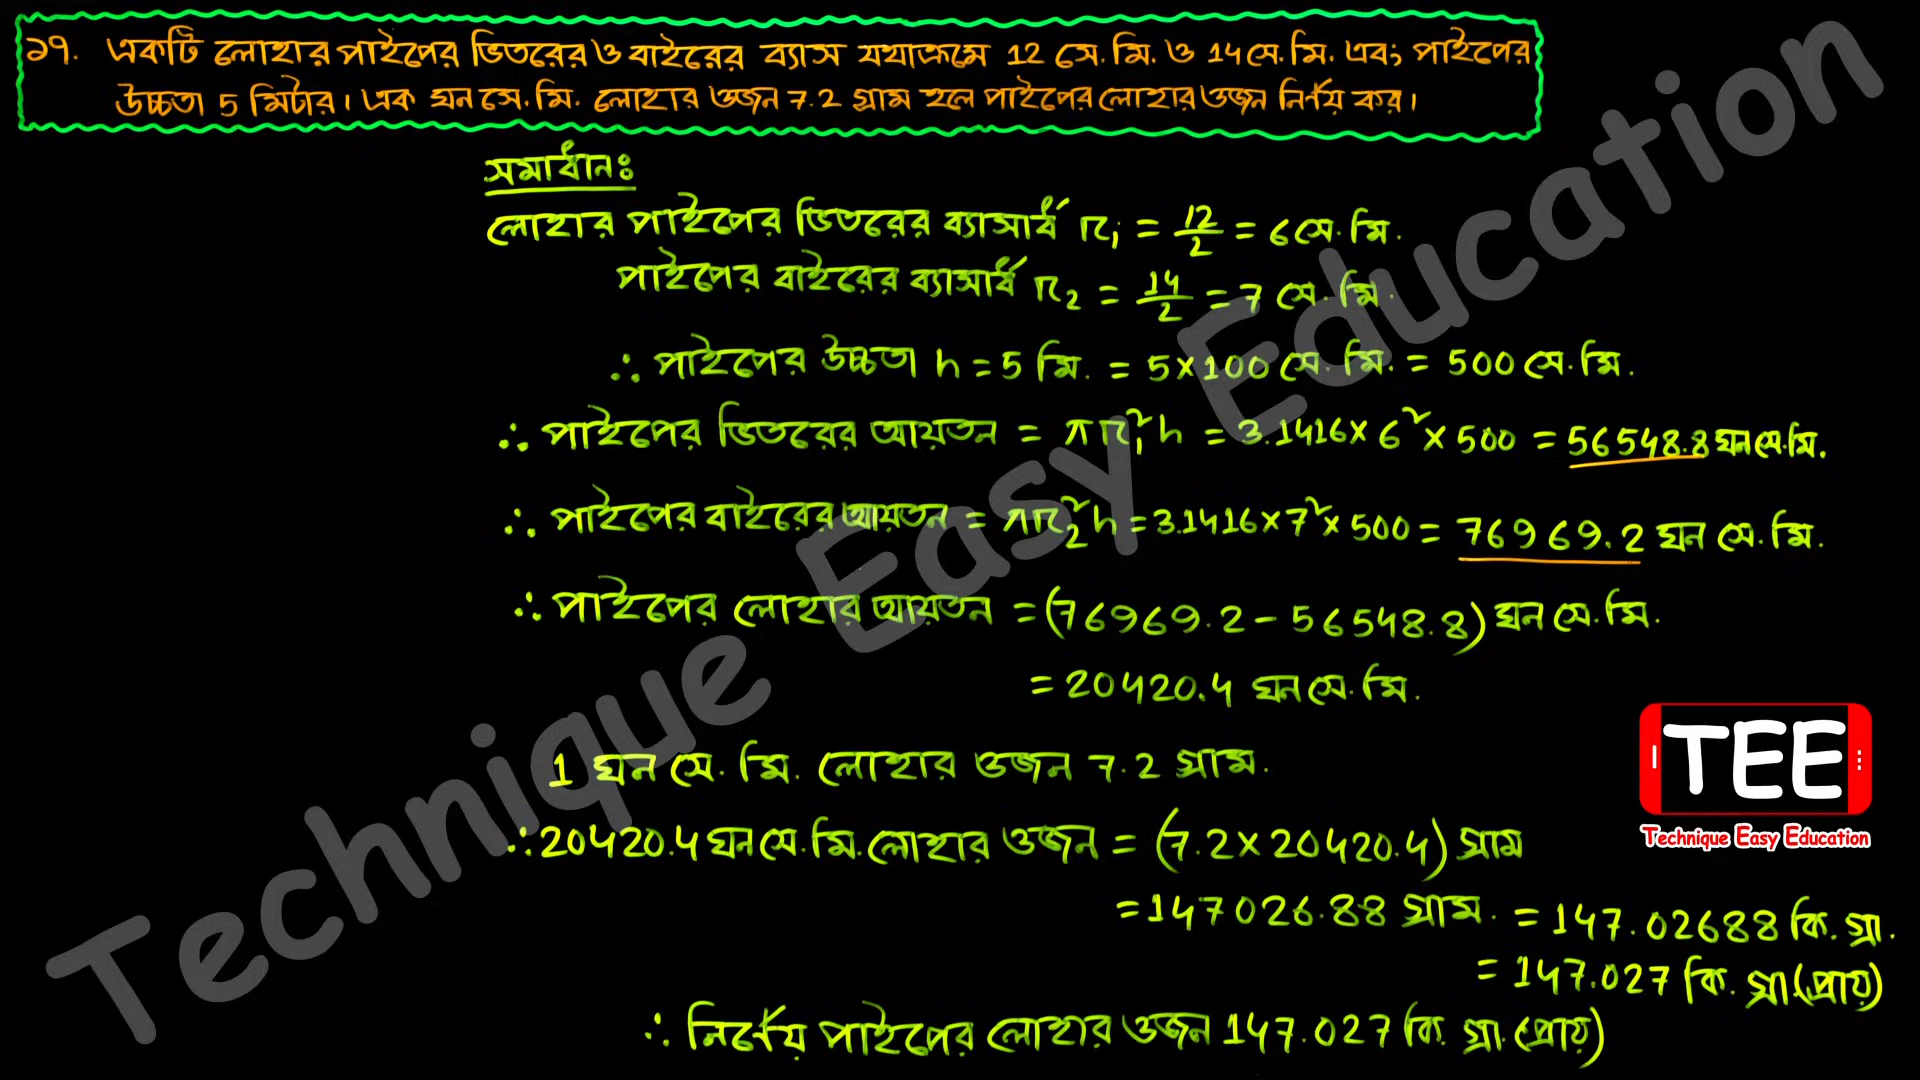 ১৭. একটি লোহার পাইপের ভিতরের ও বাইরের ব্যাস যথাক্রমে 12 সে. মি. ও 14 সে. মি. এবং পাইপের
উচ্চতা 5 মিটার। এক ঘন সে. মি. লোহার ওজন 7.2 গ্রাম হলে পাইপের লোহার ওজন নির্ণয় কর।
সমাধানঃ
লোহার পাইপের ভিতরের ব্যাসার্ধ r₁ = 12/2 = 6 সে. মি.
পাইপের বাইরের ব্যাসার্ধ r₂ = 14/2 = 7 সে. মি.
∴ পাইপের উচ্চতা h = 5 মি. = 5×100 সে. মি. = 500 সে. মি.
∴ পাইপের ভিতরের আয়তন = πr₁²h = 3.1416×6²×500 = 56548.8 ঘন সে. মি.
∴ পাইপের বাইরের আয়তন = πr₂²h = 3.1416×7²×500 = 76969.2 ঘন সে. মি.
∴ পাইপের লোহার আয়তন = (76969.2 - 56548.8) ঘন সে. মি.
= 20420.4 ঘন সে. মি.
1 ঘন সে. মি. লোহার ওজন 7.2 গ্রাম.
∴ 20420.4 ঘন সে. মি. লোহার ওজন = (7.2×20420.4) গ্রাম
= 147026.88 গ্রাম. = 147.02688 কি. গ্রা.
= 147.027 কি. গ্রা.(প্রায়)
∴ নির্ণেয় পাইপের লোহার ওজন 147.027 কি. গ্রা.(প্রায়)
TEE
Technique Easy Education
Technique Easy Education